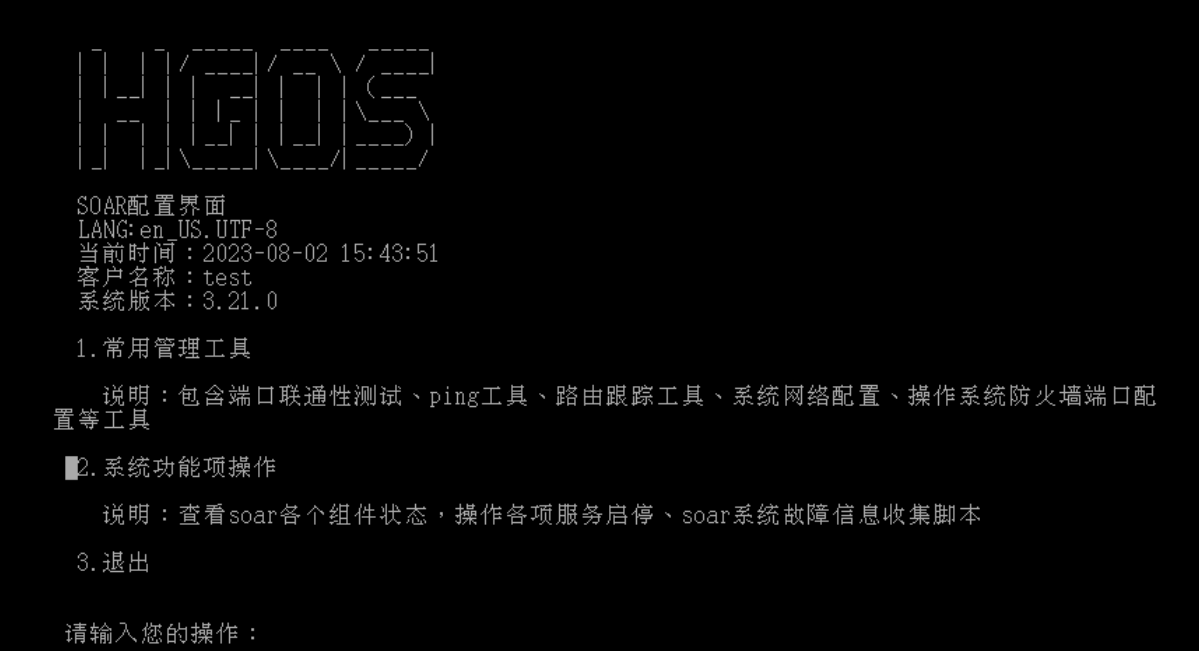 HGOS
SOAR配置界面
LANG:en_US.UTF-8
当前时间：2023-08-02 15:43:51
客户名称：test
系统版本：3.21.0
1.常用管理工具
说明：包含端口联通性测试、ping工具、路由跟踪工具、系统网络配置、操作系统防火墙端口配
置等工具
2.系统功能项操作
说明：查看soar各个组件状态，操作各项服务启停、soar系统故障信息收集脚本
3.退出
请输入您的操作：